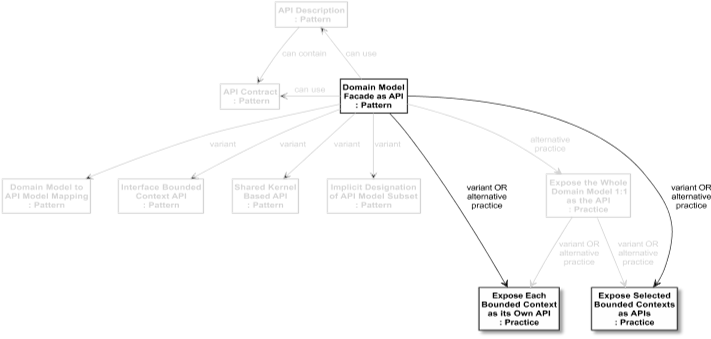 API Description
: Pattern
can contain
can use
API Contract
: Pattern
can use
Domain Model
Facade as API
: Pattern
variant
variant
variant
variant
alternative
practice
Domain Model to
API Model Mapping
: Pattern
Interface Bounded
Context API
: Pattern
Shared Kernel
Based API
: Pattern
Implicit Designation
of API Model Subset
: Pattern
variant OR
alternative
practice
Expose the Whole
Domain Model 1:1
as the API
: Practice
variant OR
alternative
practice
variant OR
alternative
practice
variant OR
alternative
practice
Expose Each
Bounded Context
as its Own API
: Practice
Expose Selected
Bounded Contexts
as APIs
: Practice